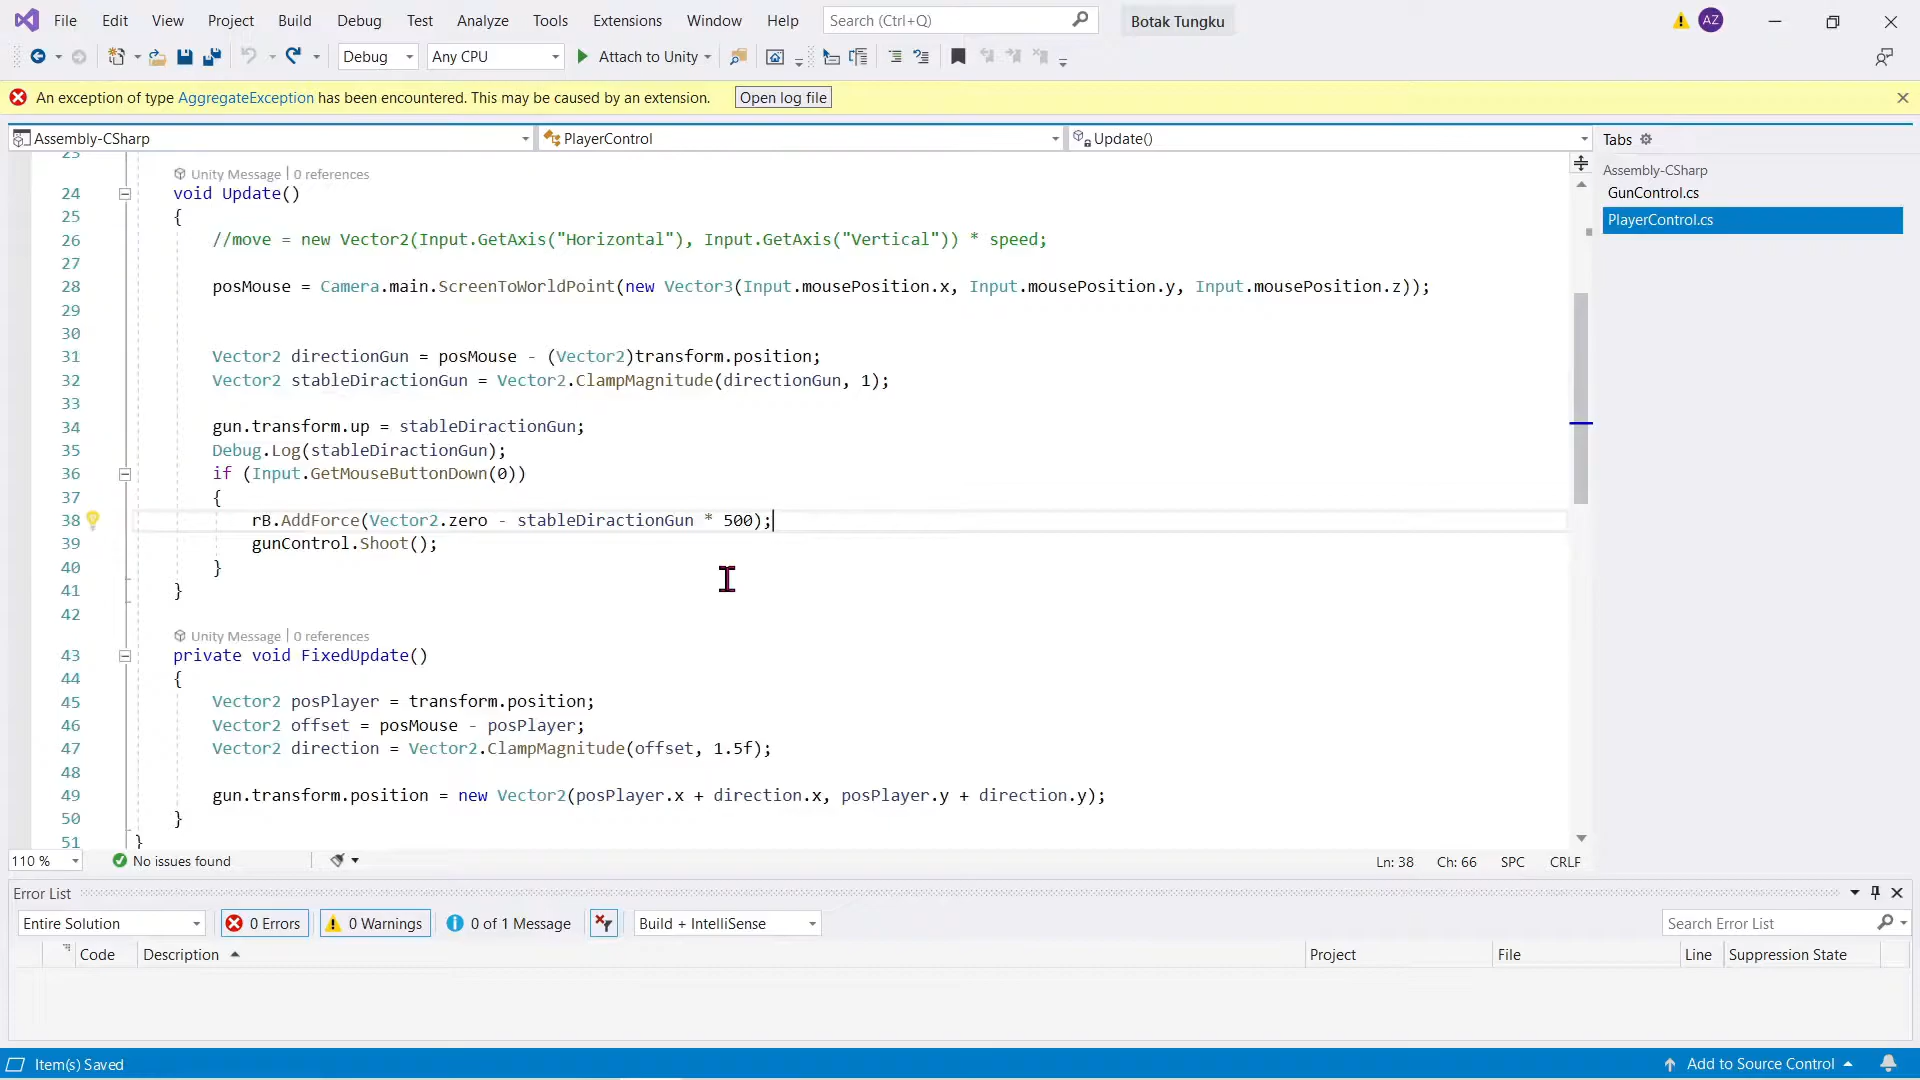 File Edit View Project Build Debug Test Analyze Tools Extensions Window Help Search (Ctrl+Q) Botak Tungku AZ
Debug Any CPU Attach to Unity
An exception of type AggregateException has been encountered. This may be caused by an extension. Open log file
Assembly-CSharp PlayerControl Update() Tabs
Assembly-CSharp
GunControl.cs
PlayerControl.cs
23
Unity Message | 0 references
24 void Update()
25 {
26 //move = new Vector2(Input.GetAxis("Horizontal"), Input.GetAxis("Vertical")) * speed;
27
28 posMouse = Camera.main.ScreenToWorldPoint(new Vector3(Input.mousePosition.x, Input.mousePosition.y, Input.mousePosition.z));
29
30
31 Vector2 directionGun = posMouse - (Vector2)transform.position;
32 Vector2 stableDiractionGun = Vector2.ClampMagnitude(directionGun, 1);
33
34 gun.transform.up = stableDiractionGun;
35 Debug.Log(stableDiractionGun);
36 if (Input.GetMouseButtonDown(0))
37 {
38 rB.AddForce(Vector2.zero - stableDiractionGun * 500);
39 gunControl.Shoot();
40 }
41 }
42
Unity Message | 0 references
43 private void FixedUpdate()
44 {
45 Vector2 posPlayer = transform.position;
46 Vector2 offset = posMouse - posPlayer;
47 Vector2 direction = Vector2.ClampMagnitude(offset, 1.5f);
48
49 gun.transform.position = new Vector2(posPlayer.x + direction.x, posPlayer.y + direction.y);
50 }
51 }
110 % No issues found Ln: 38 Ch: 66 SPC CRLF
Error List
Entire Solution 0 Errors 0 Warnings 0 of 1 Message Build + IntelliSense Search Error List
Code Description Project File Line Suppression State
Item(s) Saved Add to Source Control